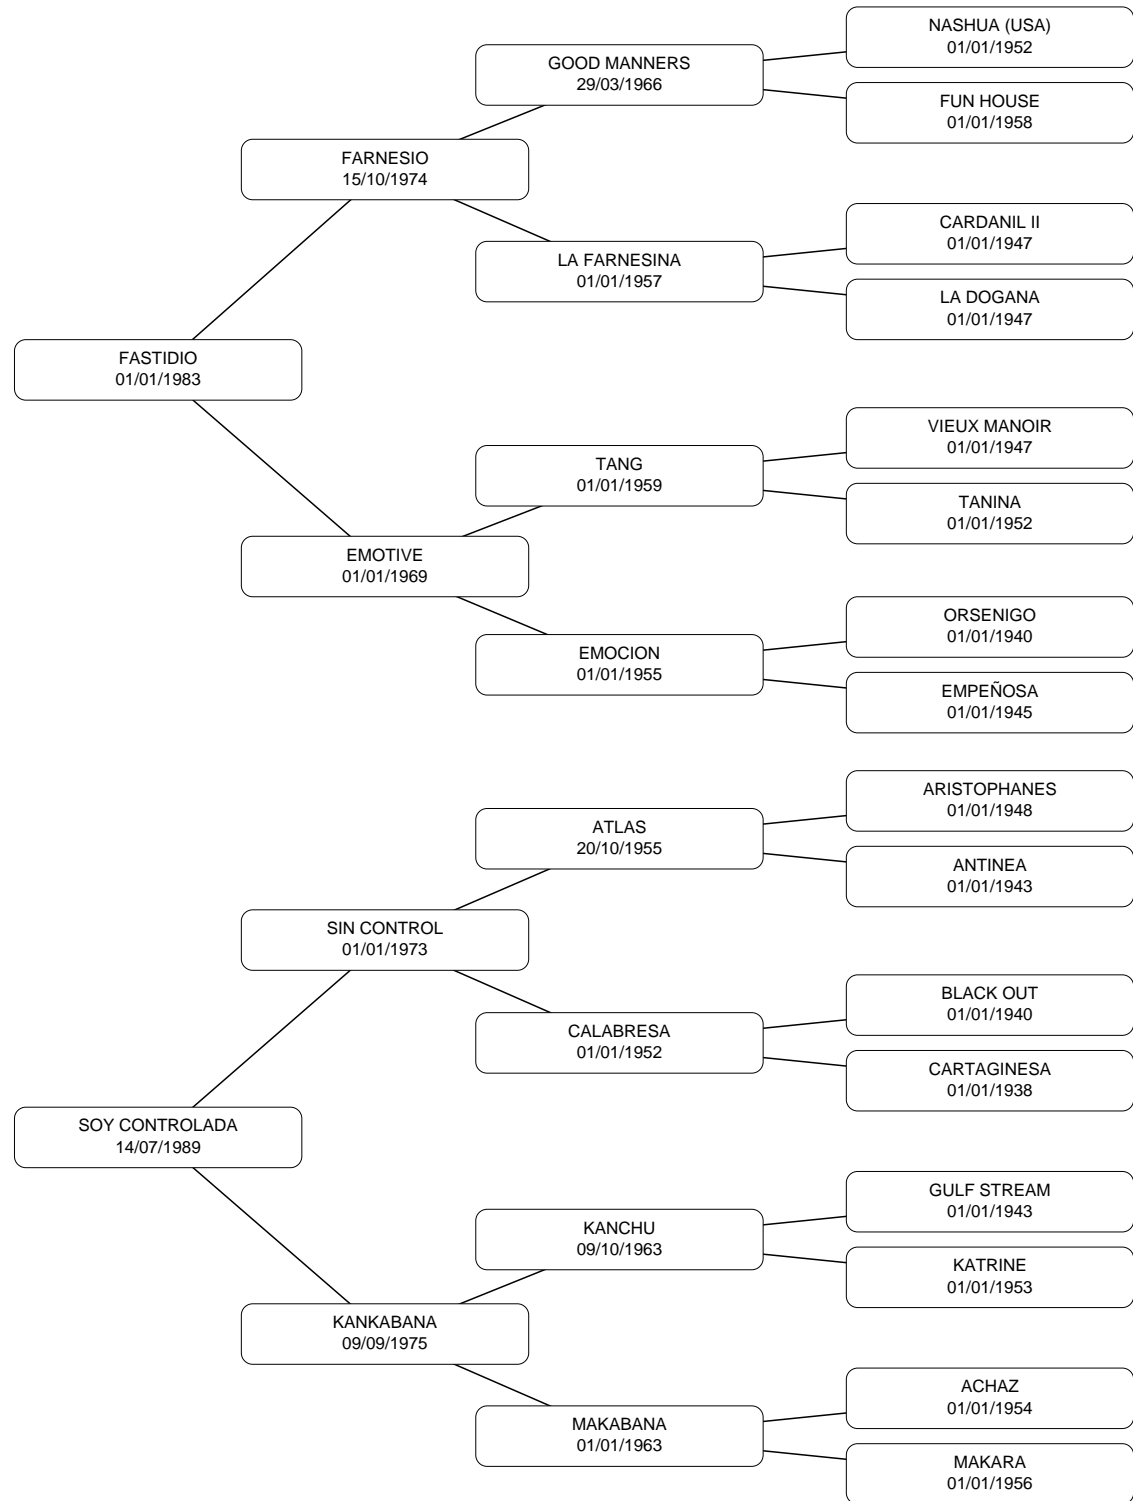 NASHUA (USA)
01/01/1952
GOOD MANNERS
29/03/1966
FUN HOUSE
01/01/1958
FARNESIO
15/10/1974
CARDANIL II
01/01/1947
LA FARNESINA
01/01/1957
LA DOGANA
01/01/1947
FASTIDIO
01/01/1983
VIEUX MANOIR
01/01/1947
TANG
01/01/1959
TANINA
01/01/1952
EMOTIVE
01/01/1969
ORSENIGO
01/01/1940
EMOCION
01/01/1955
EMPEÑOSA
01/01/1945
ARISTOPHANES
01/01/1948
ATLAS
20/10/1955
ANTINEA
01/01/1943
SIN CONTROL
01/01/1973
BLACK OUT
01/01/1940
CALABRESA
01/01/1952
CARTAGINESA
01/01/1938
SOY CONTROLADA
14/07/1989
GULF STREAM
01/01/1943
KANCHU
09/10/1963
KATRINE
01/01/1953
KANKABANA
09/09/1975
ACHAZ
01/01/1954
MAKABANA
01/01/1963
MAKARA
01/01/1956